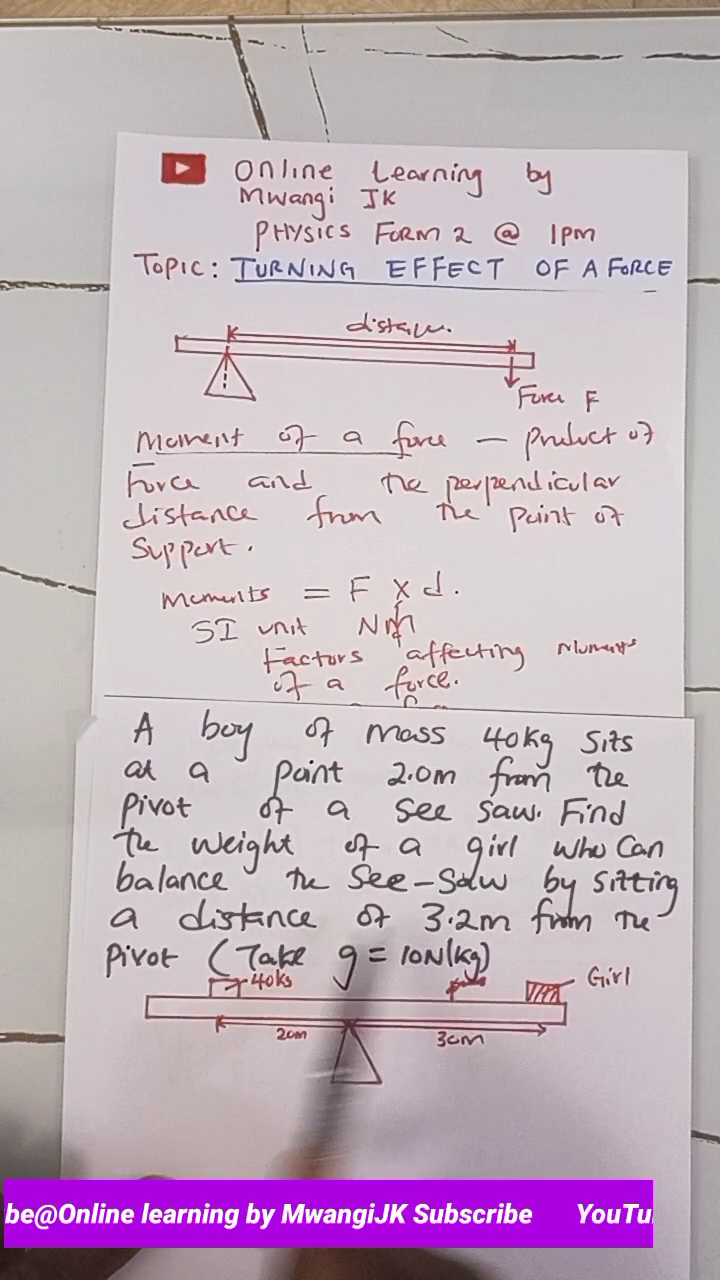 Online Learning by
Mwangi JK
PHYSICS FORM 2 @ 1PM
TOPIC: TURNING EFFECT OF A FORCE
distance.
Force F
Moment of a force – product of
Force and the perpendicular
distance from the point of
Support.
Moments = F x d.
SI unit Nm
Factors affecting Moments
of a force.
A boy of mass 40kg sits
at a point 2.0m from the
pivot of a see saw. Find
the weight of a girl who can
balance the see-saw by sitting
a distance of 3.2m from the
pivot (Take g = 10N/kg)
40kg
Girl
20m
30m
be@Online learning by MwangiJK Subscribe YouTu